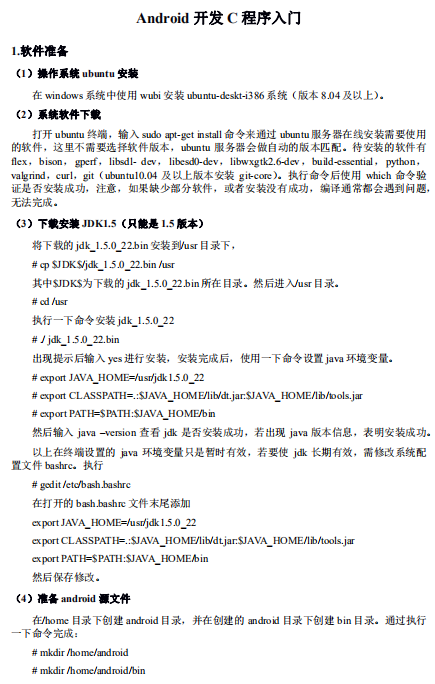 Android 开发 C 程序入门
1.软件准备
（1）操作系统 ubuntu 安装
在 windows 系统中使用 wubi 安装 ubuntu-deskt-i386 系统（版本 8.04 及以上）。
（2）系统软件下载
打开 ubuntu 终端，输入 sudo apt-get install 命令来通过 ubuntu 服务器在线安装需要使用
的软件，这里不需要选择软件版本，ubuntu 服务器会做自动的版本匹配。待安装的软件有
flex，bison，gperf，libsdl- dev，libesd0-dev，libwxgtk2.6-dev，build-essential，python，
valgrind，curl，git（ubuntu10.04 及以上版本安装 git-core）。执行命令后使用 which 命令验
证是否安装成功，注意，如果缺少部分软件，或者安装没有成功，编译通常都会遇到问题，
无法完成。
（3）下载安装 JDK1.5（只能是 1.5 版本）
将下载的 jdk_1.5.0_22.bin 安装到/usr 目录下，
# cp $JDK$/jdk_1.5.0_22.bin /usr
其中$JDK$为下载的 jdk_1.5.0_22.bin 所在目录。然后进入/usr 目录。
# cd /usr
执行一下命令安装 jdk_1.5.0_22
# ./ jdk_1.5.0_22.bin
出现提示后输入 yes 进行安装，安装完成后，使用一下命令设置 java 环境变量。
# export JAVA_HOME=/usr/jdk1.5.0_22
# export CLASSPATH=.:$JAVA_HOME/lib/dt.jar:$JAVA_HOME/lib/tools.jar
# export PATH=$PATH:$JAVA_HOME/bin
然后输入 java –version 查看 jdk 是否安装成功，若出现 java 版本信息，表明安装成功。
以上在终端设置的 java 环境变量只是暂时有效，若要使 jdk 长期有效，需修改系统配
置文件 bashrc。执行
# gedit /etc/bash.bashrc
在打开的 bash.bashrc 文件末尾添加
export JAVA_HOME=/usr/jdk1.5.0_22
export CLASSPATH=.:$JAVA_HOME/lib/dt.jar:$JAVA_HOME/lib/tools.jar
export PATH=$PATH:$JAVA_HOME/bin
然后保存修改。
（4）准备 android 源文件
在/home 目录下创建 android 目录，并在创建的 android 目录下创建 bin 目录。通过执行
一下命令完成：
# mkdir /home/android
# mkdir /home/android/bin